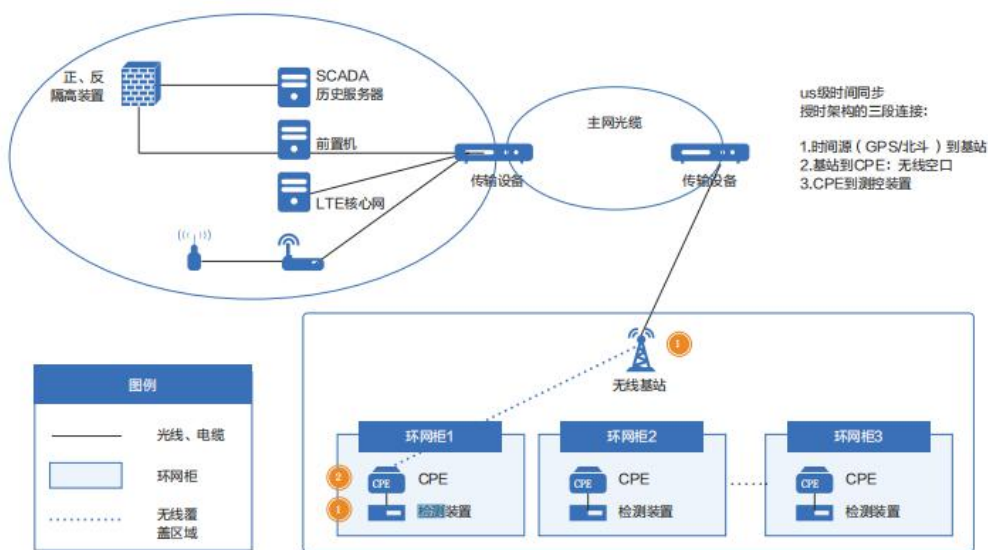 正、反
隔高装置
SCADA
历史服务器
前置机
LTE核心网
传输设备
主网光缆
传输设备
us级时间同步
授时架构的三段连接：
1.时间源（GPS/北斗）到基站
2.基站到CPE：无线空口
3.CPE到测控装置
无线基站
1
图例
光线、电缆
环网柜
无线覆
盖区域
环网柜1
2
CPE
CPE
1
检测装置
环网柜2
CPE
CPE
检测装置
环网柜3
CPE
CPE
检测装置